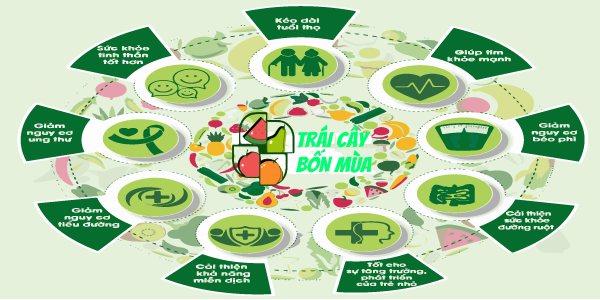 Kéo dài
tuổi thọ
Sức khỏe
tinh thần
tốt hơn
Giúp tim
khỏe mạnh
Giảm
nguy cơ
ung thư
TRÁI CÂY
BỐN MÙA
Giảm
nguy cơ
béo phì
Giảm
nguy cơ
tiểu đường
Cải thiện
sức khỏe
đường ruột
Cải thiện
khả năng
miễn dịch
Tốt cho
sự tăng trưởng,
phát triển
của trẻ nhỏ